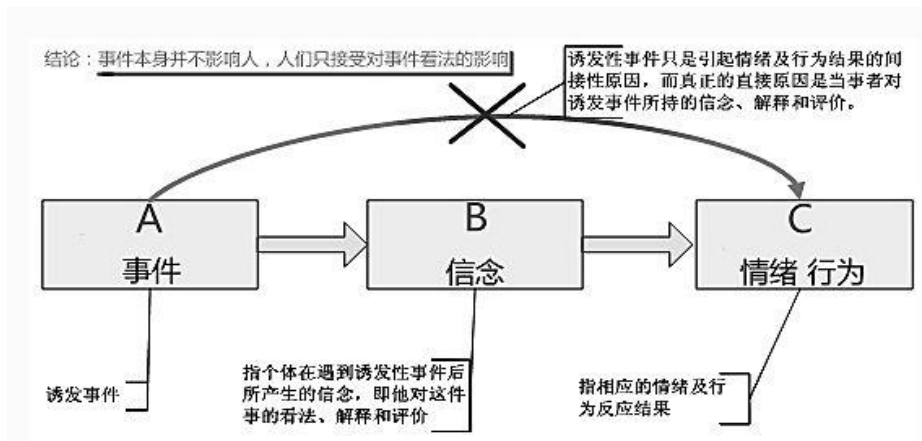 结论：事件本身并不影响人，人们只接受对事件看法的影响
诱发性事件只是引起情绪及行为结果的间
接性原因，而真正的直接原因是当事者对
诱发事件所持的信念、解释和评价。
A
事件
B
信念
C
情绪 行为
诱发事件
指个体在遇到诱发性事件后
所产生的信念，即他对这件
事的看法、解释和评价
指相应的情绪及行
为反应结果